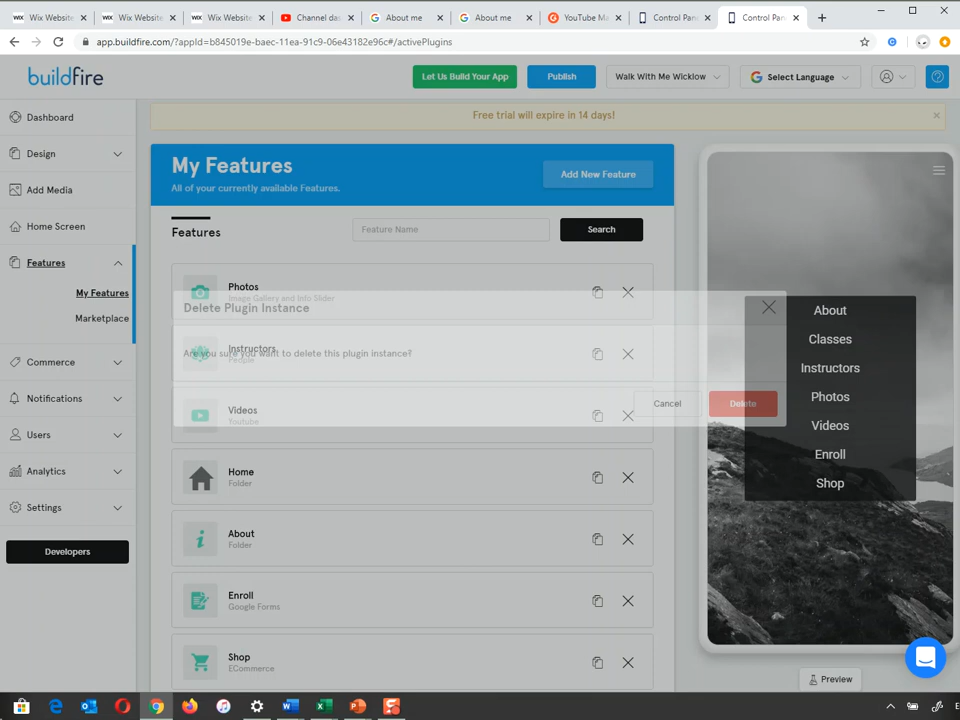 Wix Website
Wix Website
Wix Website
Channel das
About me
About me
YouTube Ma
Control Pan
Control Pan
app.buildfire.com/?appId=b845019e-baec-11ea-91c9-06e43182e96c#/activePlugins
buildfire
Let Us Build Your App
Publish
Walk With Me Wicklow
Select Language
Free trial will expire in 14 days!
Dashboard
Design
Add Media
Home Screen
Features
My Features
Marketplace
Commerce
Notifications
Users
Analytics
Settings
Developers
My Features
All of your currently available Features.
Add New Feature
Features
Feature Name
Search
Photos
Image Gallery and Info Slider
Delete Plugin Instance
Instructors
Are you sure you want to delete this plugin instance?
People
Cancel
Delete
Videos
Youtube
Home
Folder
About
Folder
Enroll
Google Forms
Shop
ECommerce
About
Classes
Instructors
Photos
Videos
Enroll
Shop
Preview